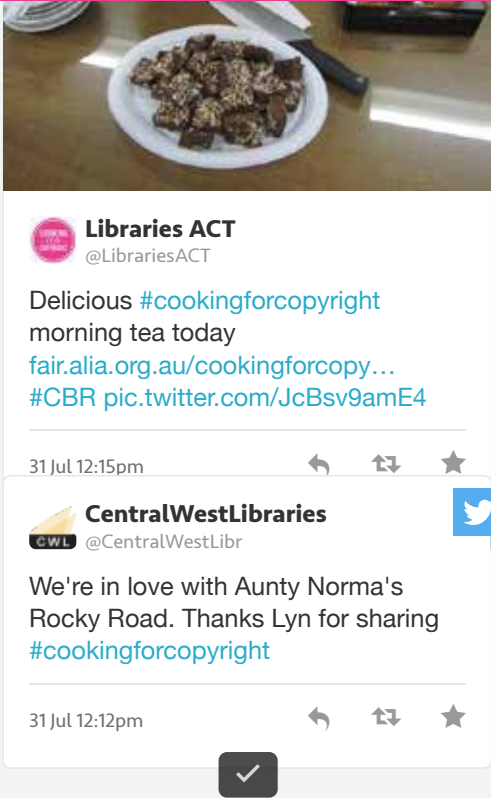 Libraries ACT
@LibrariesACT
Delicious #cookingforcopyright
morning tea today
fair.alia.org.au/cookingforcopy…
#CBR pic.twitter.com/JcBsv9amE4
31 Jul 12:15pm
CentralWestLibraries
CWL @CentralWestLibr
We're in love with Aunty Norma's
Rocky Road. Thanks Lyn for sharing
#cookingforcopyright
31 Jul 12:12pm